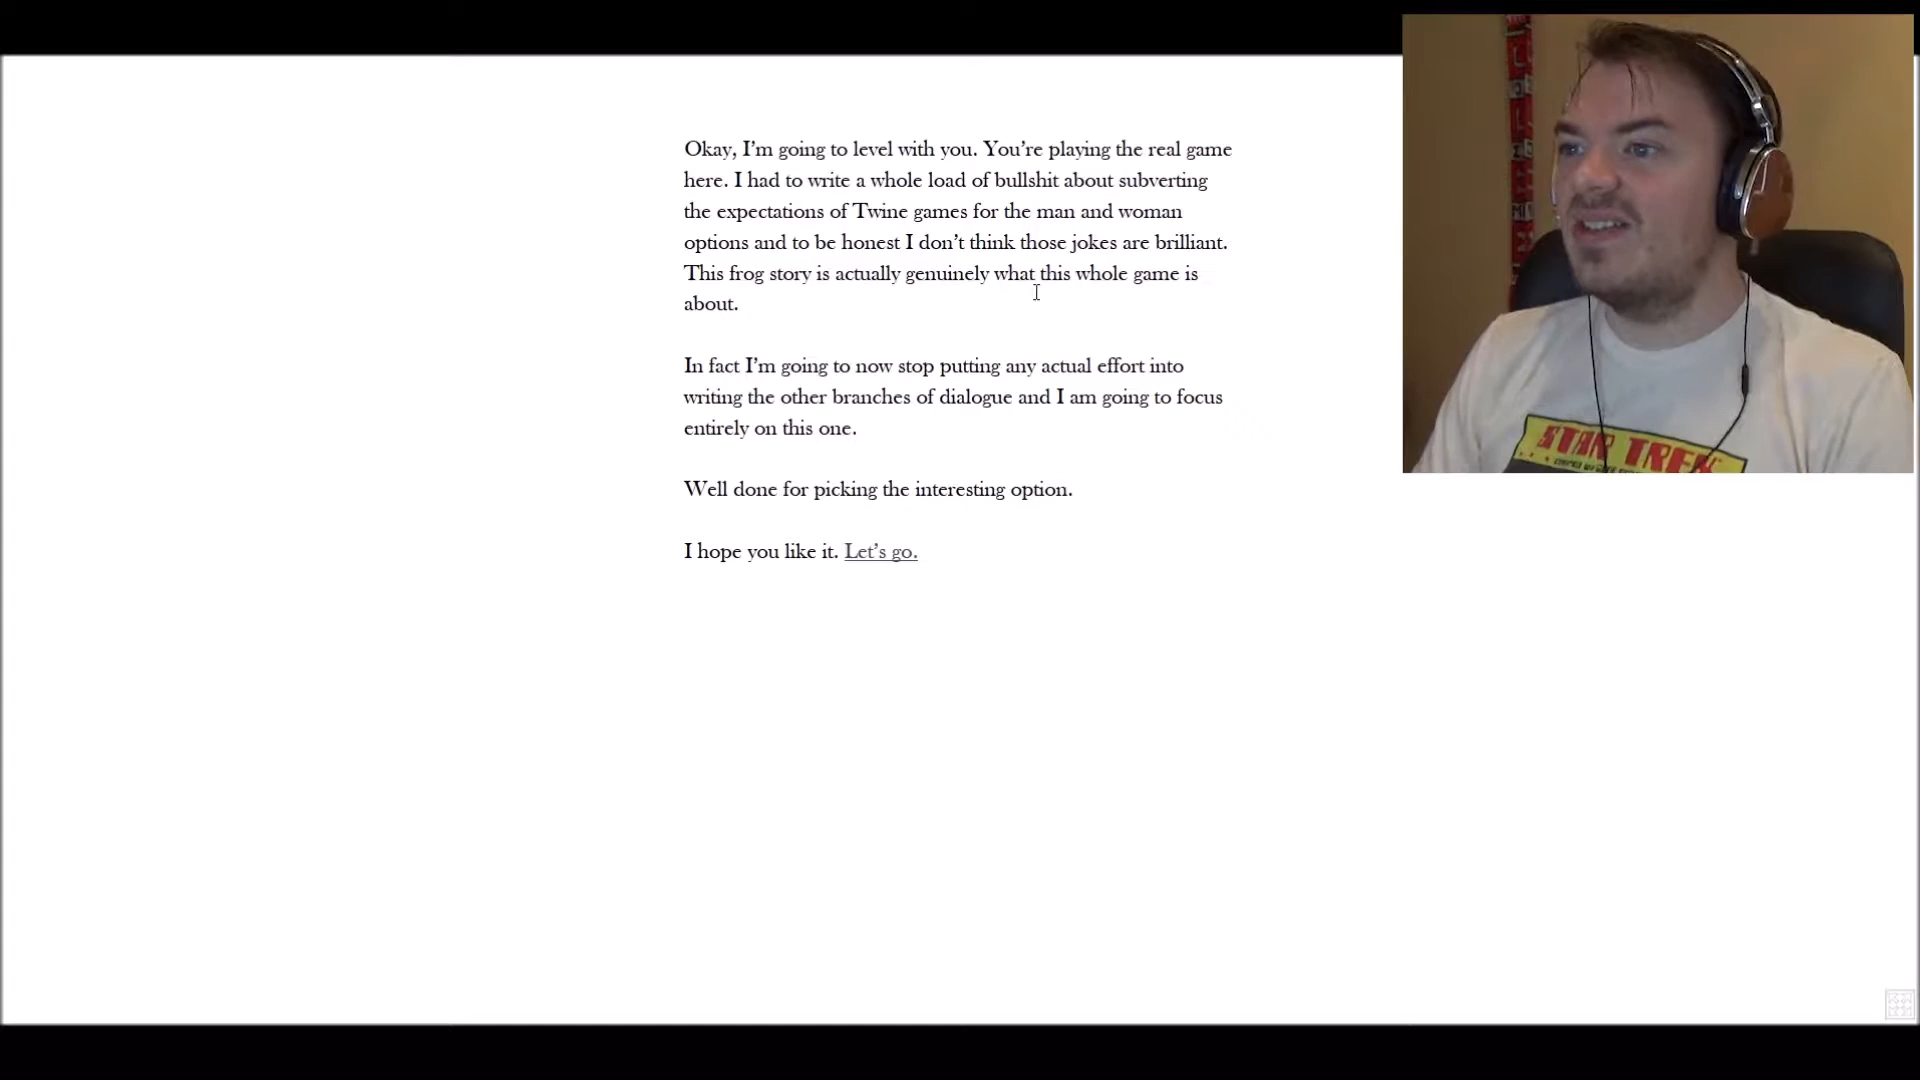 Okay, I’m going to level with you. You’re playing the real game
here. I had to write a whole load of bullshit about subverting
the expectations of Twine games for the man and woman
options and to be honest I don’t think those jokes are brilliant.
This frog story is actually genuinely what this whole game is
about.
In fact I’m going to now stop putting any actual effort into
writing the other branches of dialogue and I am going to focus
entirely on this one.
Well done for picking the interesting option.
I hope you like it. Let’s go.
STAR TREK